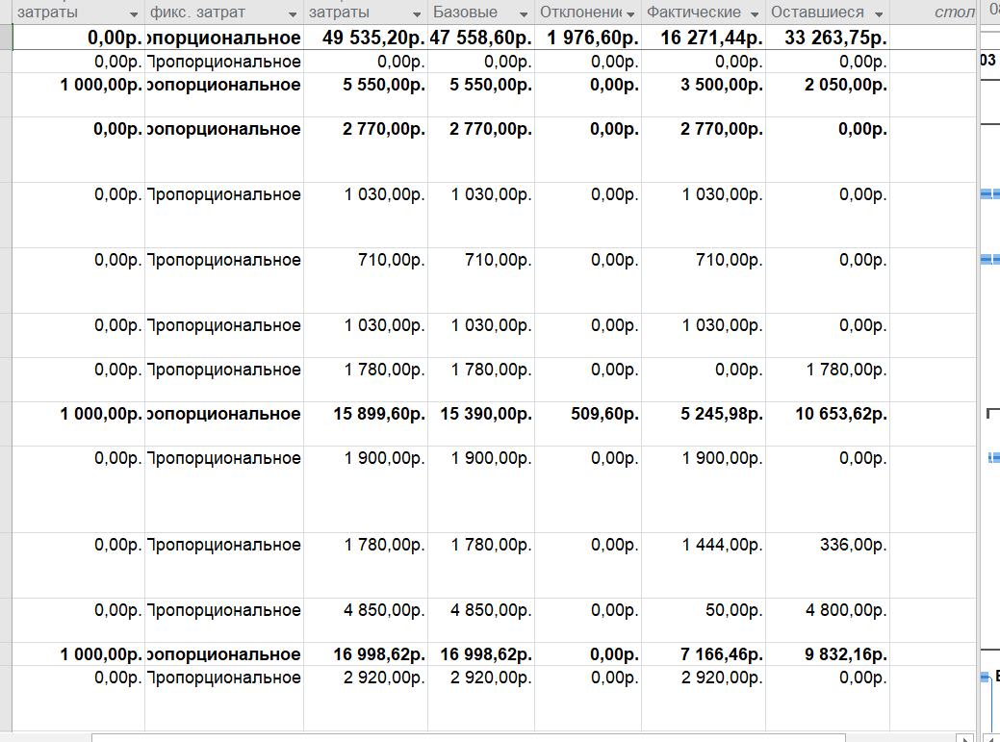 затраты фикс. затрат затраты Базовые Отклонени Фактические Оставшиеся стол 08
0,00р. опорциональное 49 535,20р. 47 558,60р. 1 976,60р. 16 271,44р. 33 263,75р.
0,00р. Пропорциональное 0,00р. 0,00р. 0,00р. 0,00р. 0,00р. 03
1 000,00р. ропорциональное 5 550,00р. 5 550,00р. 0,00р. 3 500,00р. 2 050,00р.
0,00р. ропорциональное 2 770,00р. 2 770,00р. 0,00р. 2 770,00р. 0,00р.
0,00р. Пропорциональное 1 030,00р. 1 030,00р. 0,00р. 1 030,00р. 0,00р.
0,00р. Пропорциональное 710,00р. 710,00р. 0,00р. 710,00р. 0,00р.
0,00р. Пропорциональное 1 030,00р. 1 030,00р. 0,00р. 1 030,00р. 0,00р.
0,00р. Пропорциональное 1 780,00р. 1 780,00р. 0,00р. 0,00р. 1 780,00р.
1 000,00р. ропорциональное 15 899,60р. 15 390,00р. 509,60р. 5 245,98р. 10 653,62р.
0,00р. Пропорциональное 1 900,00р. 1 900,00р. 0,00р. 1 900,00р. 0,00р.
0,00р. Пропорциональное 1 780,00р. 1 780,00р. 0,00р. 1 444,00р. 336,00р.
0,00р. Пропорциональное 4 850,00р. 4 850,00р. 0,00р. 50,00р. 4 800,00р.
1 000,00р. ропорциональное 16 998,62р. 16 998,62р. 0,00р. 7 166,46р. 9 832,16р.
0,00р. Пропорциональное 2 920,00р. 2 920,00р. 0,00р. 2 920,00р. 0,00р.